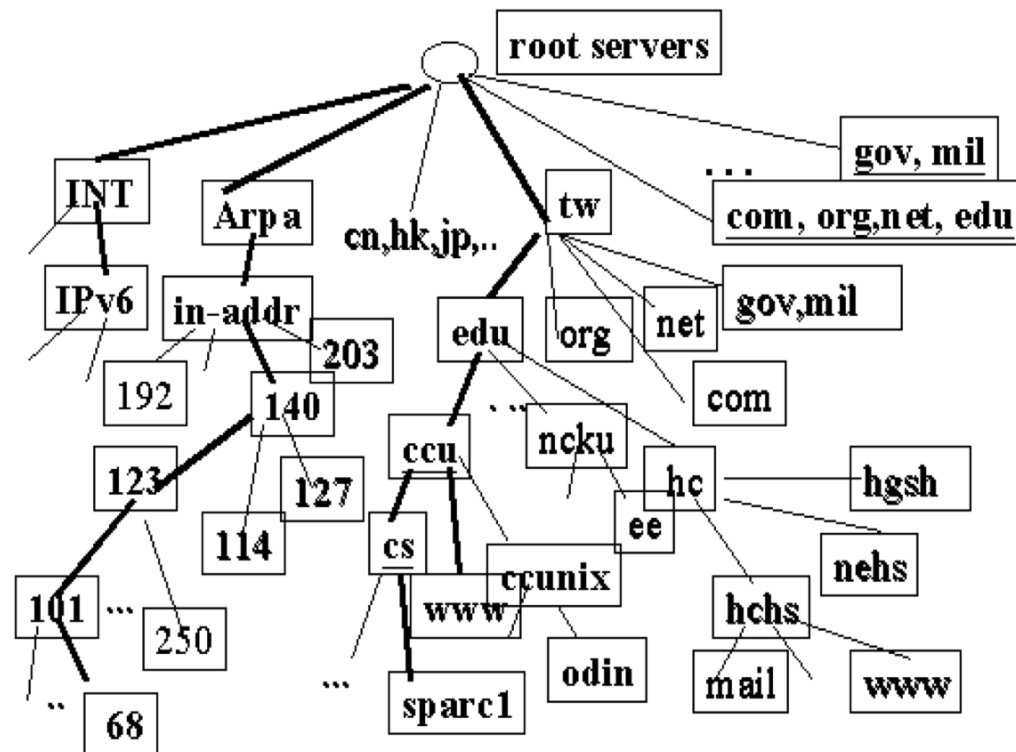 root servers
gov, mil
...
INT
Arpa
tw
com, org,net, edu
cn,hk,jp,..
IPv6
in-addr
gov,mil
edu
org
net
203
192
140
com
...
ccu
ncku
123
127
hc
hgsh
114
cs
ee
ccunix
nehs
101
...
250
www
hchs
...
odin
mail
www
..
68
sparc1